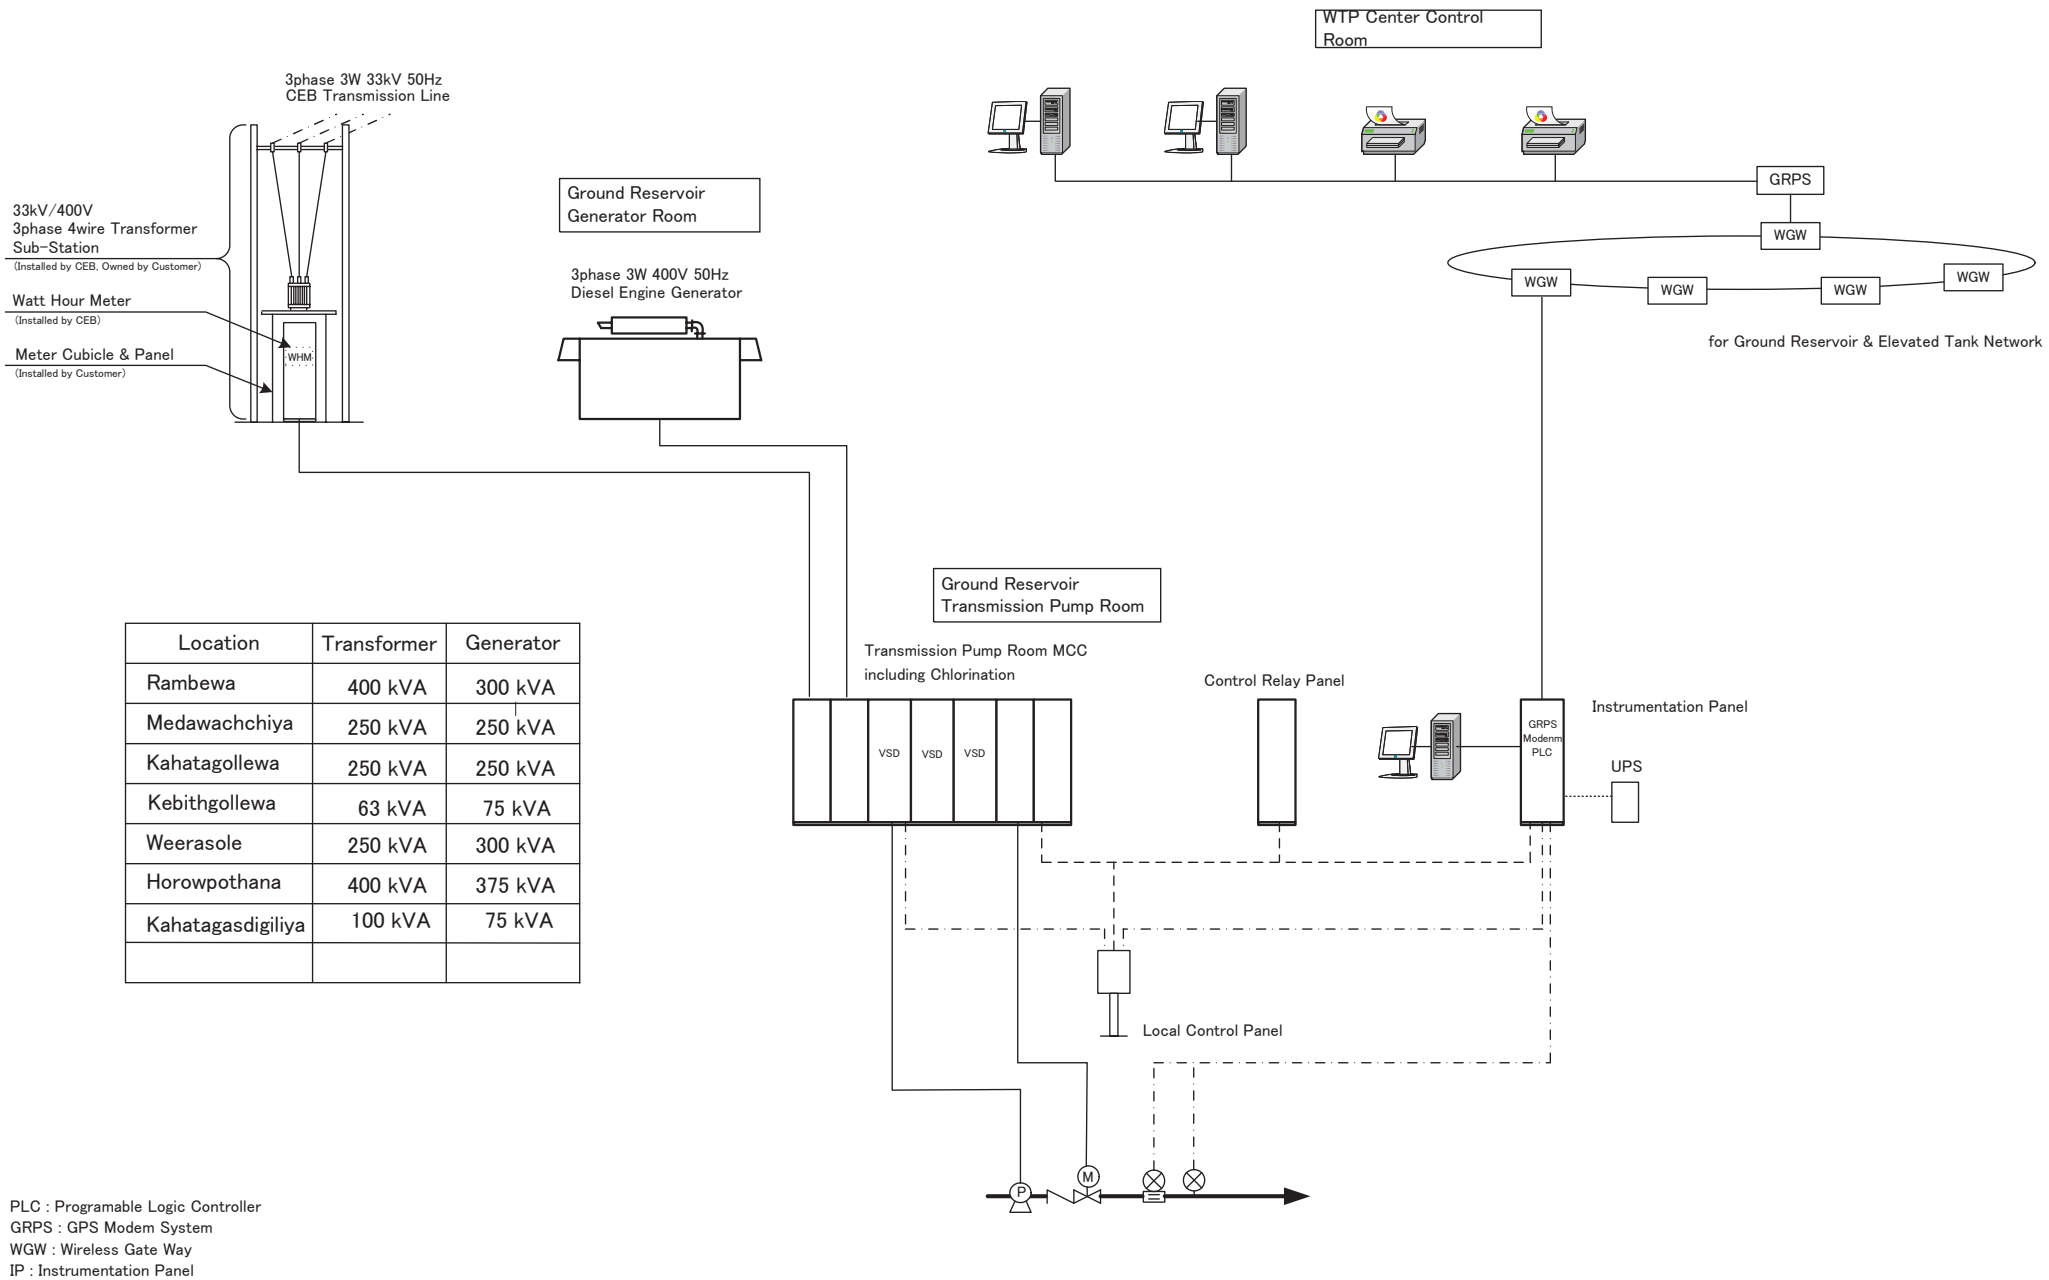 WTP Center Control
Room
3phase 3W 33kV 50Hz
CEB Transmission Line
GRPS
Ground Reservoir
Generator Room
33kV/400V
3phase 4wire Transformer
Sub-Station
(Installed by CEB, Owned by Customer)
WGW
WGW
WGW
WGW
WGW
3phase 3W 400V 50Hz
Diesel Engine Generator
Watt Hour Meter
(Installed by CEB)
for Ground Reservoir & Elevated Tank Network
Meter Cubicle & Panel
(Installed by Customer)
WHM
Ground Reservoir
Transmission Pump Room
Transmission Pump Room MCC
including Chlorination
Control Relay Panel
Instrumentation Panel
VSD
VSD
VSD
GRPS
Modenm
PLC
UPS
Location Transformer Generator
Rambewa 400 kVA 300 kVA
Medawachchiya 250 kVA 250 kVA
Kahatagollewa 250 kVA 250 kVA
Kebithgollewa 63 kVA 75 kVA
Weerasole 250 kVA 300 kVA
Horowpothana 400 kVA 375 kVA
Kahatagasdigiliya 100 kVA 75 kVA
Local Control Panel
M
P
PLC : Programable Logic Controller
GRPS : GPS Modem System
WGW : Wireless Gate Way
IP : Instrumentation Panel